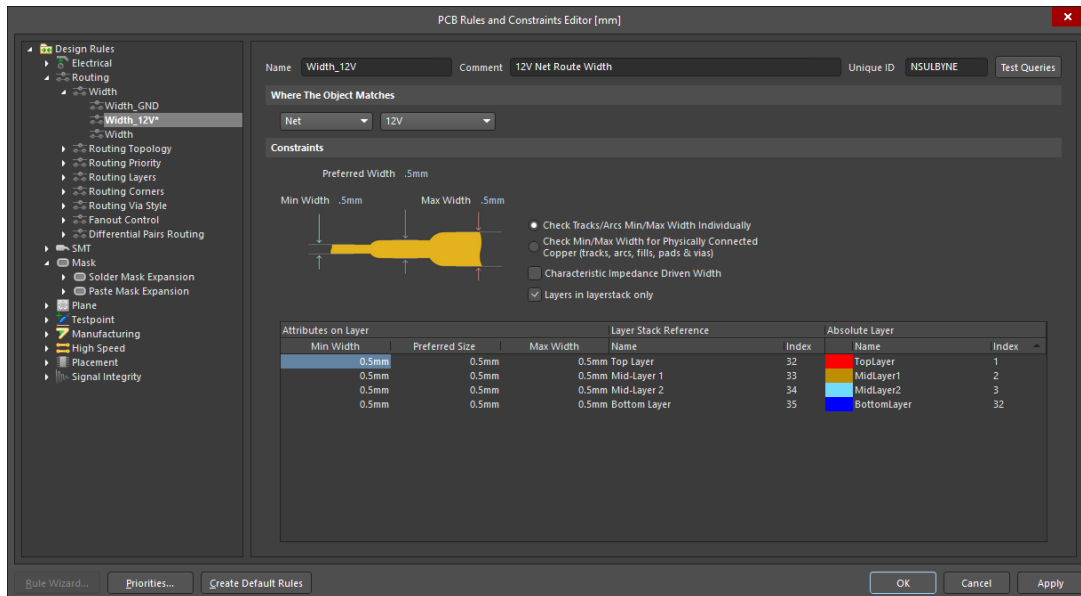 PCB Rules and Constraints Editor [mm]
Design Rules
Electrical
Routing
Width
Width_GND
Width_12V*
Width
Routing Topology
Routing Priority
Routing Layers
Routing Corners
Routing Via Style
Fanout Control
Differential Pairs Routing
SMT
Mask
Solder Mask Expansion
Paste Mask Expansion
Plane
Testpoint
Manufacturing
High Speed
Placement
Signal Integrity
Name Width_12V Comment 12V Net Route Width Unique ID NSULBYNE Test Queries
Where The Object Matches
Net 12V
Constraints
Preferred Width .5mm
Min Width .5mm Max Width .5mm
Check Tracks/Arcs Min/Max Width Individually
Check Min/Max Width for Physically Connected
Copper (tracks, arcs, fills, pads & vias)
Characteristic Impedance Driven Width
Layers in layerstack only
Attributes on Layer Layer Stack Reference Absolute Layer
Min Width Preferred Size Max Width Name Index Name Index
0.5mm 0.5mm 0.5mm Top Layer 32 TopLayer 1
0.5mm 0.5mm 0.5mm Mid-Layer 1 33 MidLayer1 2
0.5mm 0.5mm 0.5mm Mid-Layer 2 34 MidLayer2 3
0.5mm 0.5mm 0.5mm Bottom Layer 35 BottomLayer 32
Rule Wizard... Priorities... Create Default Rules OK Cancel Apply